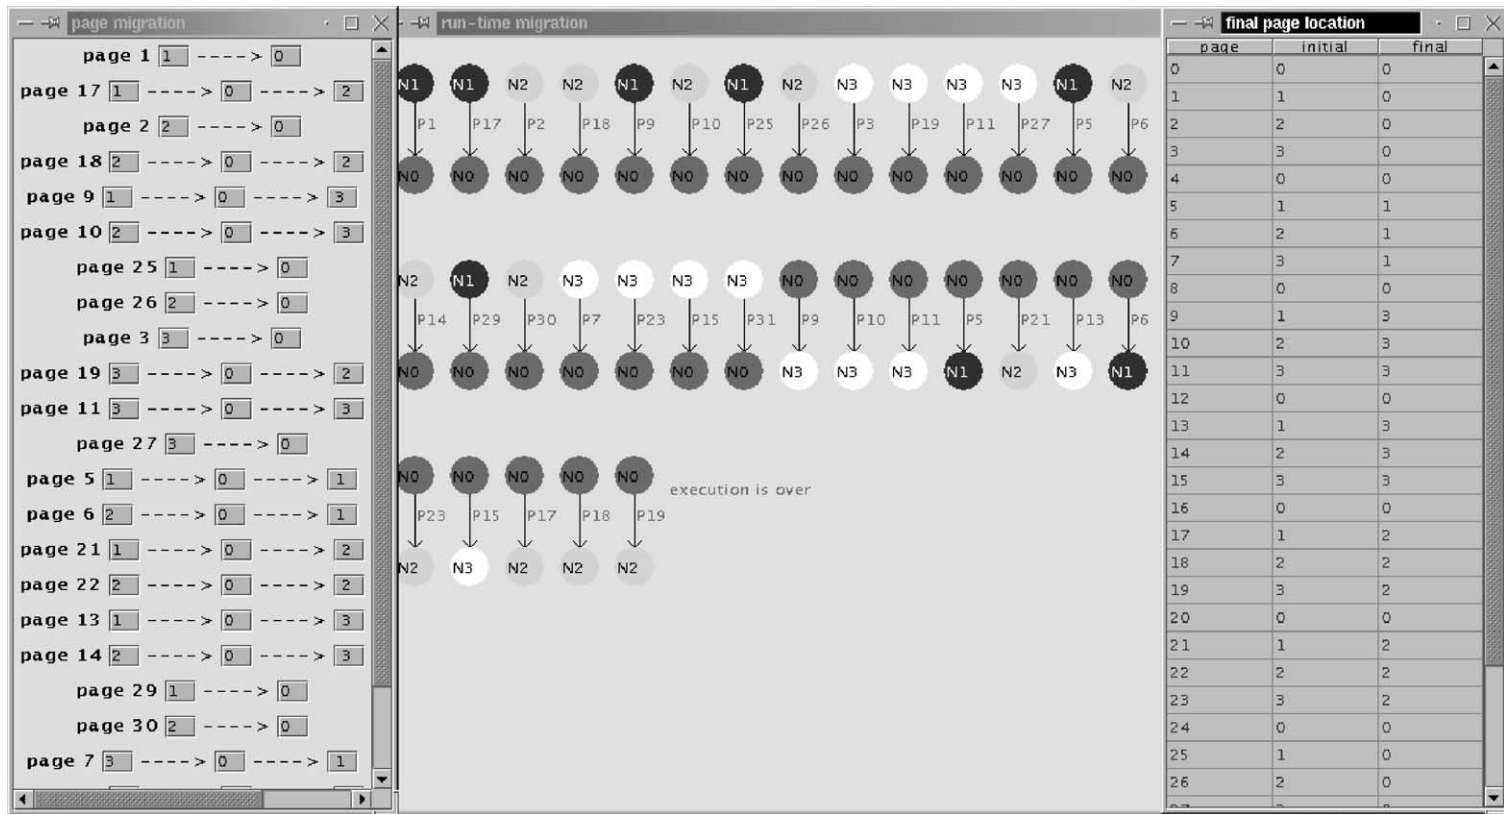 page migration
page 1 1 ----> 0
page 17 1 ----> 0 ----> 2
page 2 2 ----> 0
page 18 2 ----> 0 ----> 2
page 9 1 ----> 0 ----> 3
page 10 2 ----> 0 ----> 3
page 25 1 ----> 0
page 26 2 ----> 0
page 3 3 ----> 0
page 19 3 ----> 0 ----> 2
page 11 3 ----> 0 ----> 3
page 27 3 ----> 0
page 5 1 ----> 0 ----> 1
page 6 2 ----> 0 ----> 1
page 21 1 ----> 0 ----> 2
page 22 2 ----> 0 ----> 2
page 13 1 ----> 0 ----> 3
page 14 2 ----> 0 ----> 3
page 29 1 ----> 0
page 30 2 ----> 0
page 7 3 ----> 0 ----> 1
run-time migration
N1 N1 N2 N2 N1 N2 N1 N2 N3 N3 N3 N3 N1 N2
P1 P17 P2 P18 P9 P10 P25 P26 P3 P19 P11 P27 P5 P6
N0 N0 N0 N0 N0 N0 N0 N0 N0 N0 N0 N0 N0 N0
N2 N1 N2 N3 N3 N3 N3 N0 N0 N0 N0 N0 N0 N0
P14 P29 P30 P7 P23 P15 P31 P9 P10 P11 P5 P21 P13 P6
N0 N0 N0 N0 N0 N0 N0 N3 N3 N3 N1 N2 N3 N1
N0 N0 N0 N0 N0
execution is over
P23 P15 P17 P18 P19
N2 N3 N2 N2 N2
final page location
page initial final
0 0 0
1 1 0
2 2 0
3 3 0
4 0 0
5 1 1
6 2 1
7 3 1
8 0 0
9 1 3
10 2 3
11 3 3
12 0 0
13 1 3
14 2 3
15 3 3
16 0 0
17 1 2
18 2 2
19 3 2
20 0 0
21 1 2
22 2 2
23 3 2
24 0 0
25 1 0
26 2 0